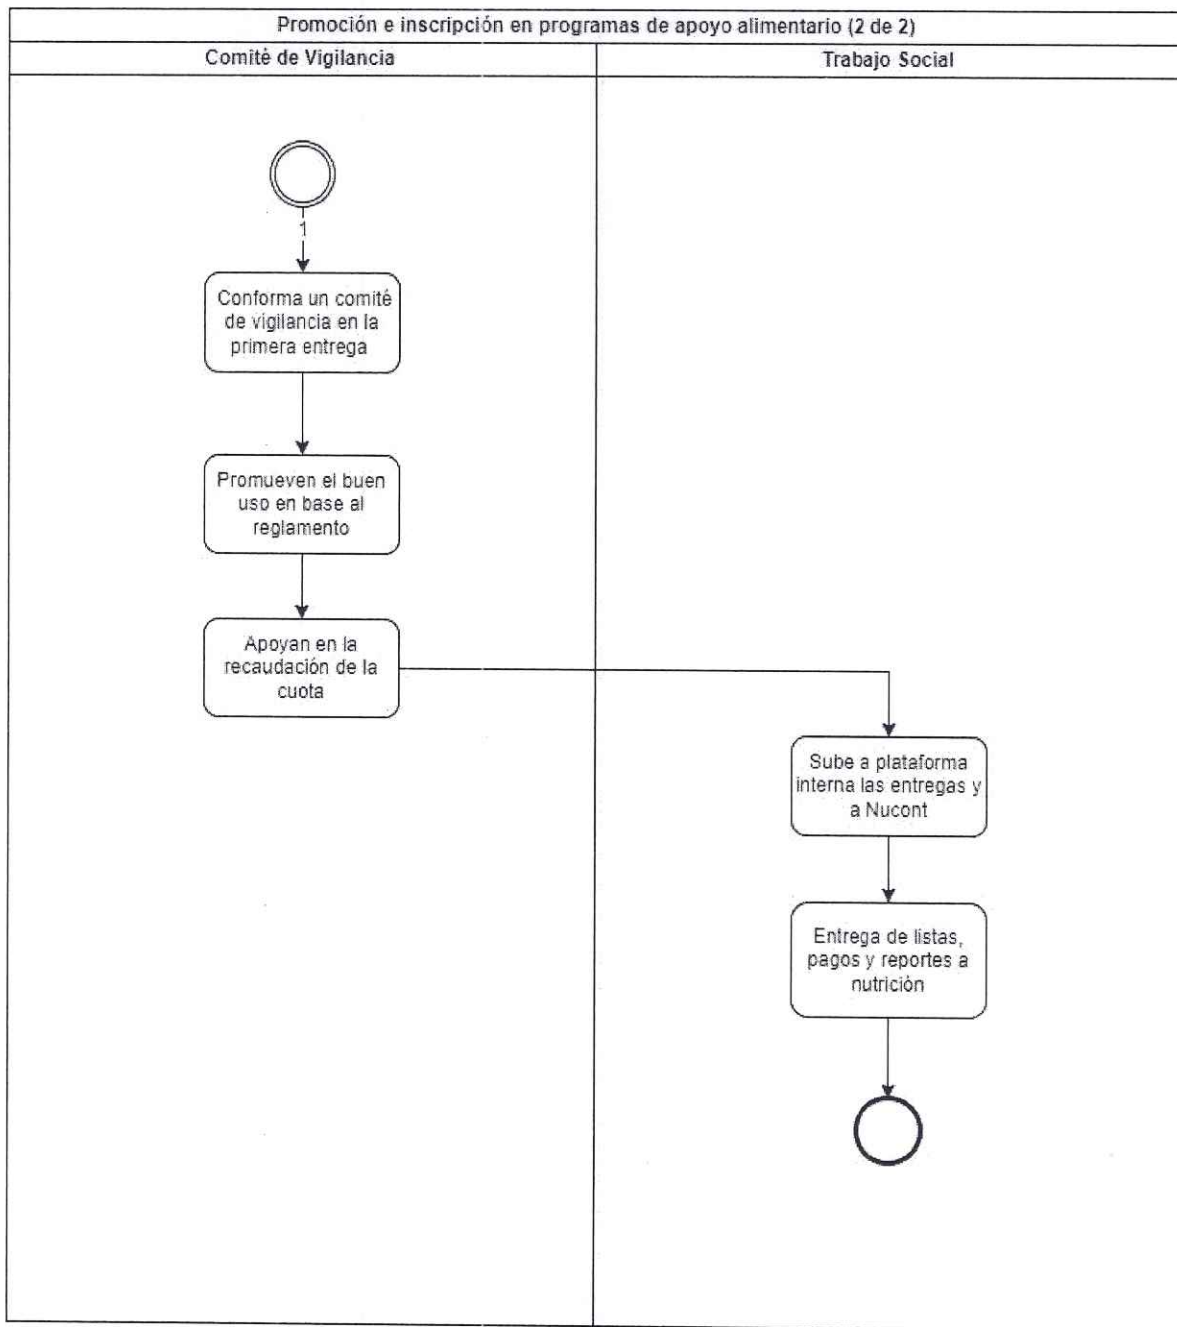 Promoción e inscripción en programas de apoyo alimentario (2 de 2)
Comité de Vigilancia
Trabajo Social
1
Conforma un comité
de vigilancia en la
primera entrega
Promueven el buen
uso en base al
reglamento
Apoyan en la
recaudación de la
cuota
Sube a plataforma
interna las entregas y
a Nucont
Entrega de listas,
pagos y reportes a
nutrición